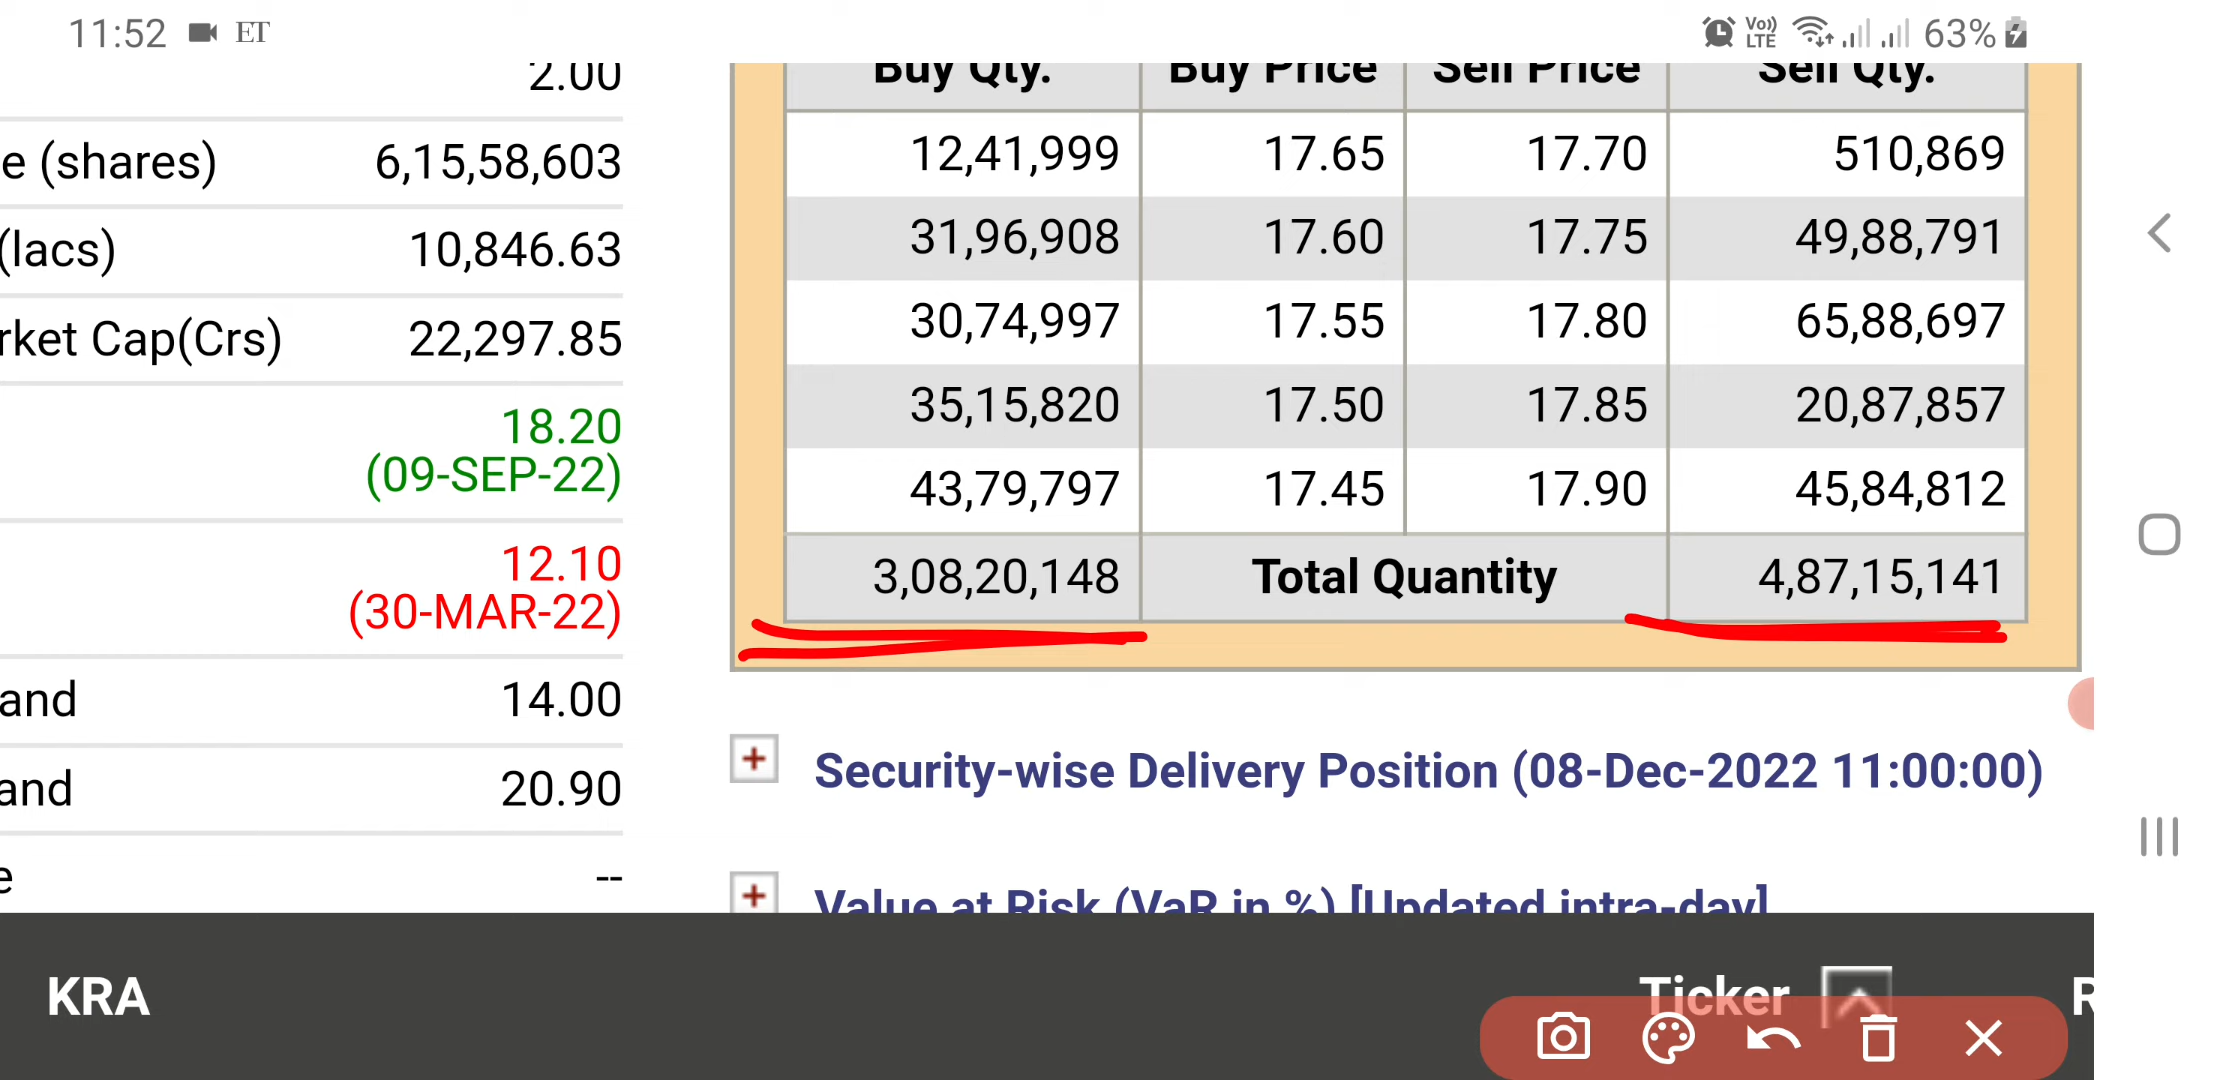 11:52 ET Vo)) LTE 63%
2.00
e (shares) 6,15,58,603
(lacs) 10,846.63
rket Cap(Crs) 22,297.85
18.20
(09-SEP-22)
12.10
(30-MAR-22)
and 14.00
and 20.90
e --
Buy Qty. Buy Price Sell Price Sell Qty.
12,41,999 17.65 17.70 510,869
31,96,908 17.60 17.75 49,88,791
30,74,997 17.55 17.80 65,88,697
35,15,820 17.50 17.85 20,87,857
43,79,797 17.45 17.90 45,84,812
3,08,20,148 Total Quantity 4,87,15,141
+ Security-wise Delivery Position (08-Dec-2022 11:00:00)
+ Value at Risk (VaR in %) [Updated intra-day]
KRA Ticker R